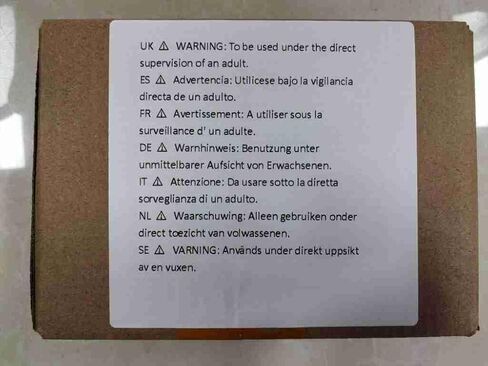 UK ⚠ WARNING: To be used under the direct
supervision of an adult.
ES ⚠ Advertencia: Utilicese bajo la vigilancia
directa de un adulto.
FR ⚠ Avertissement: A utiliser sous la
surveillance d' un adulte.
DE ⚠ Warnhinweis: Benutzung unter
unmittelbarer Aufsicht von Erwachsenen.
IT ⚠ Attenzione: Da usare sotto la diretta
sorveglianza di un adulto.
NL ⚠ Waarschuwing: Alleen gebruiken onder
direct toezicht van volwassenen.
SE ⚠ VARNING: Används under direkt uppsikt
av en vuxen.